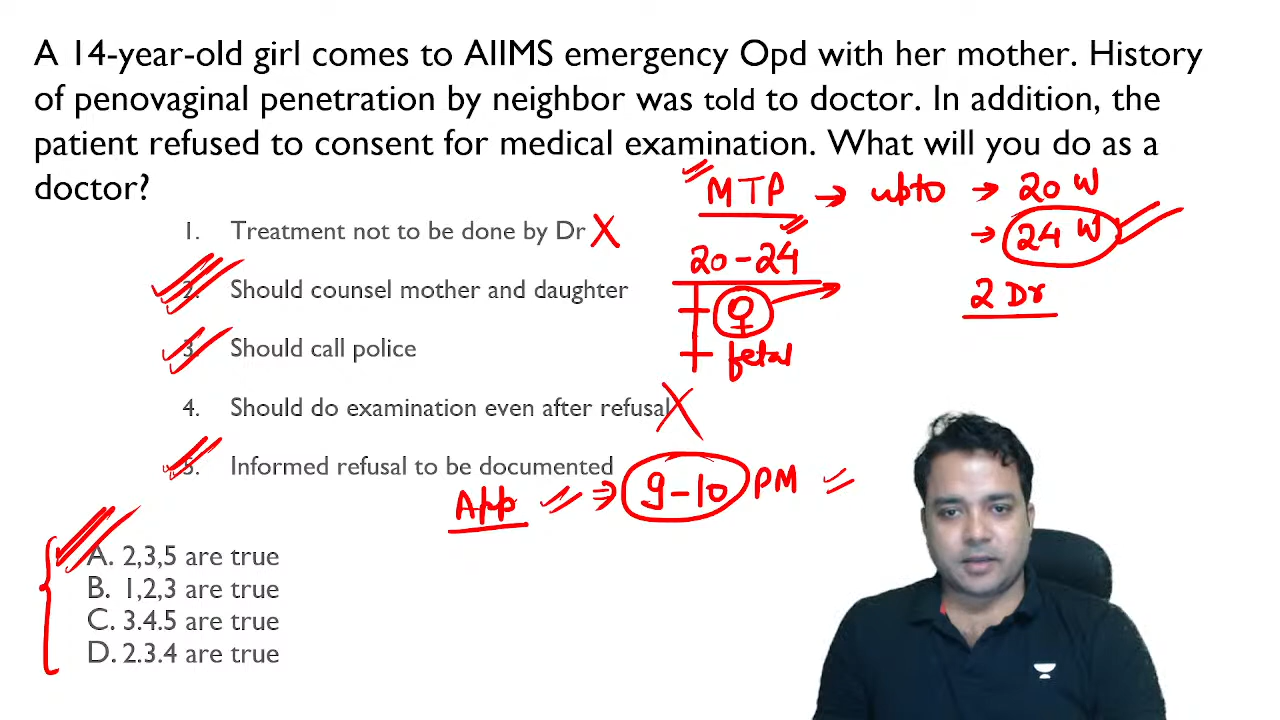 A 14-year-old girl comes to AIIMS emergency Opd with her mother. History
of penovaginal penetration by neighbor was told to doctor. In addition, the
patient refused to consent for medical examination. What will you do as a
doctor?
MTP → upto → 20 W
→ 24 W
20-24
2 Dr
♀
fetal
1. Treatment not to be done by Dr X
2. Should counsel mother and daughter
3. Should call police
4. Should do examination even after refusal X
5. Informed refusal to be documented
App ⇒ 9-10 PM
A. 2,3,5 are true
B. 1,2,3 are true
C. 3.4.5 are true
D. 2.3.4 are true